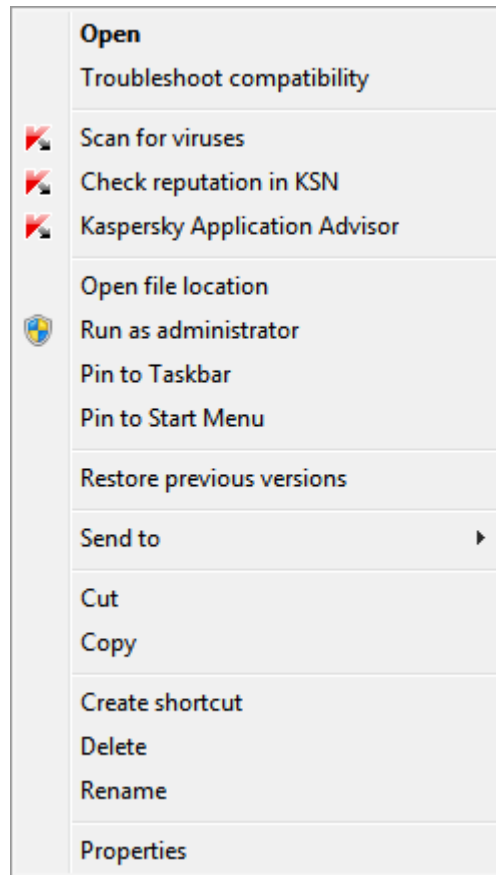 Open
Troubleshoot compatibility
Scan for viruses
Check reputation in KSN
Kaspersky Application Advisor
Open file location
Run as administrator
Pin to Taskbar
Pin to Start Menu
Restore previous versions
Send to
Cut
Copy
Create shortcut
Delete
Rename
Properties